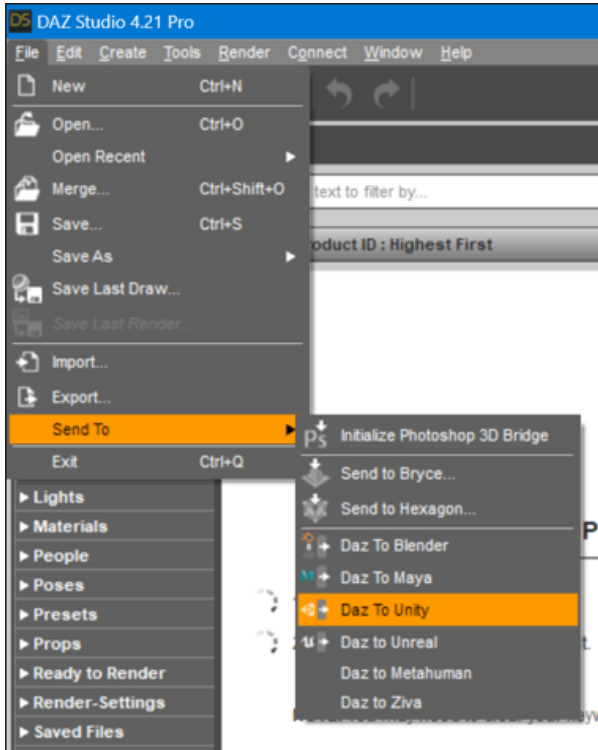 DS DAZ Studio 4.21 Pro
File Edit Create Tools Render Connect Window Help
New Ctrl+N
Open... Ctrl+O
Open Recent
Merge... Ctrl+Shift+O
text to filter by...
Save... Ctrl+S
Save As
oduct ID : Highest First
Save Last Draw...
Save Last Render...
Import...
Export...
Send To
Exit Ctrl+Q
Ps Initialize Photoshop 3D Bridge
Send to Bryce...
Send to Hexagon...
Daz To Blender
Daz To Maya
Daz To Unity
Daz to Unreal
Daz to Metahuman
Daz to Ziva
Lights
Materials
People
Poses
Presets
Props
Ready to Render
Render-Settings
Saved Files